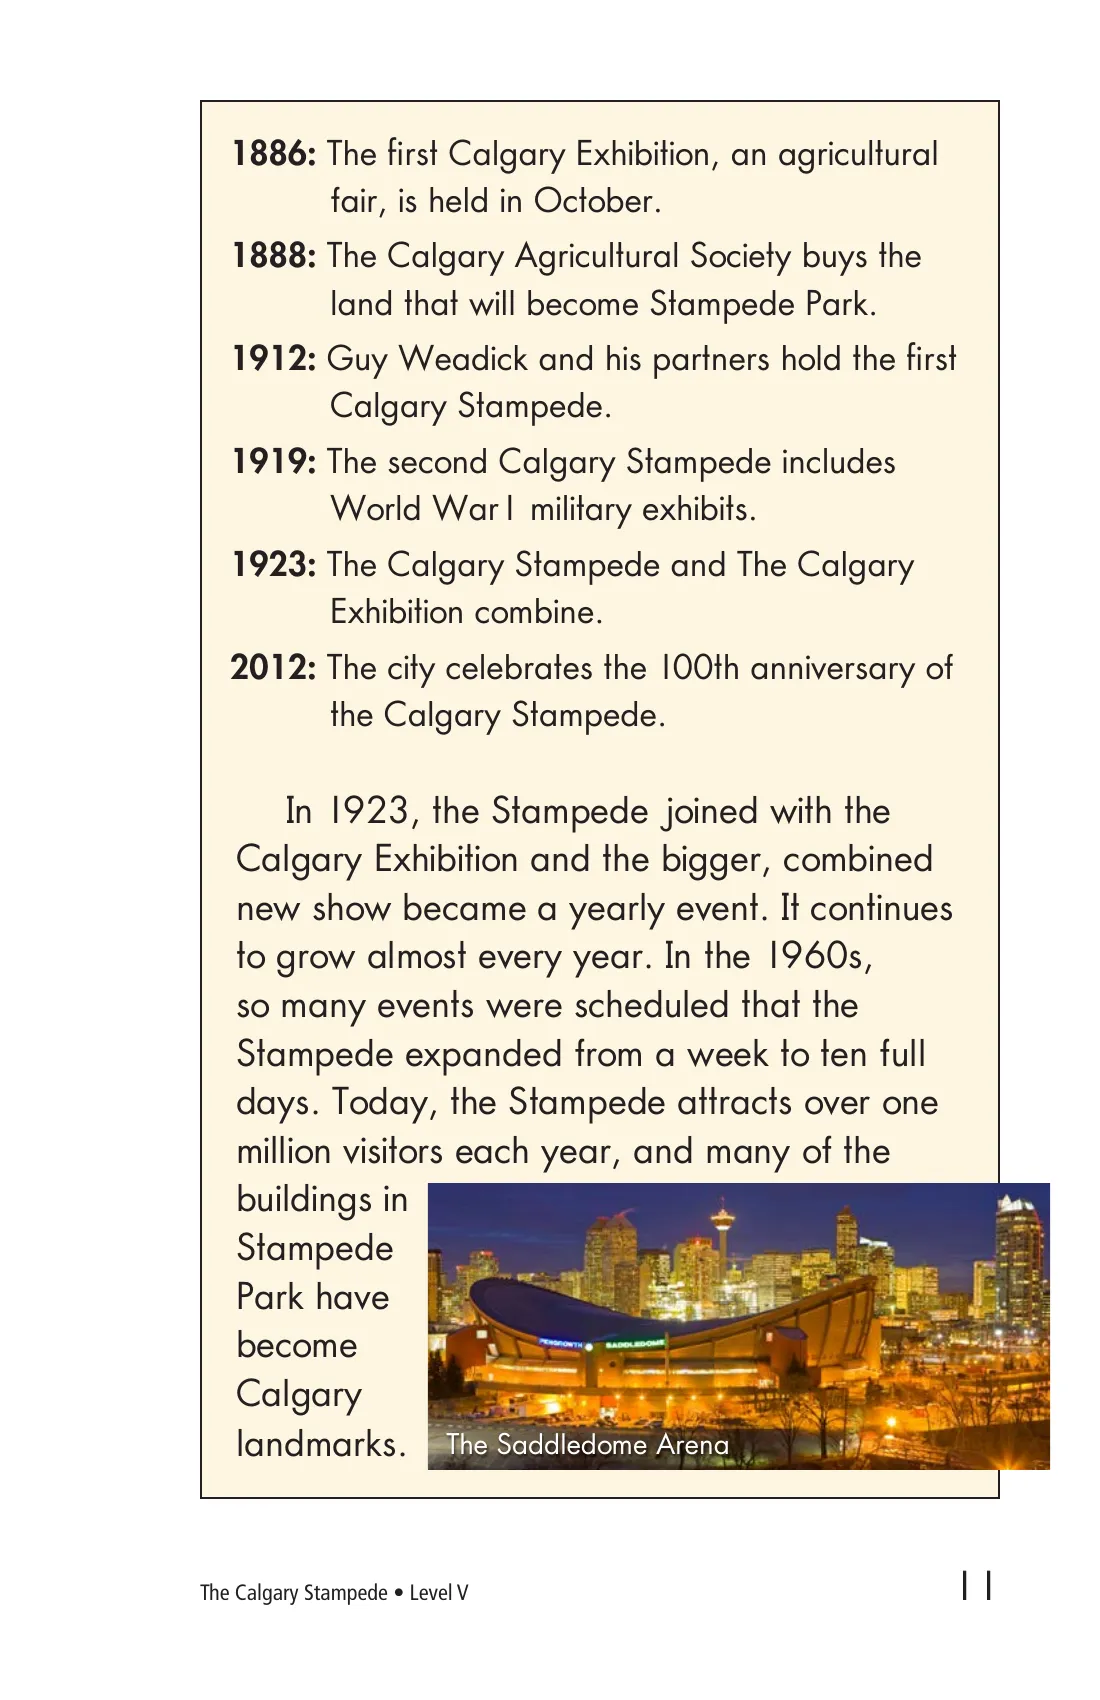 1886: The first Calgary Exhibition, an agricultural
fair, is held in October.
1888: The Calgary Agricultural Society buys the
land that will become Stampede Park.
1912: Guy Weadick and his partners hold the first
Calgary Stampede.
1919: The second Calgary Stampede includes
World War I military exhibits.
1923: The Calgary Stampede and The Calgary
Exhibition combine.
2012: The city celebrates the 100th anniversary of
the Calgary Stampede.
In 1923, the Stampede joined with the
Calgary Exhibition and the bigger, combined
new show became a yearly event. It continues
to grow almost every year. In the 1960s,
so many events were scheduled that the
Stampede expanded from a week to ten full
days. Today, the Stampede attracts over one
million visitors each year, and many of the
buildings in
Stampede
Park have
become
Calgary
landmarks.
PENGROWTH SADDLEDOME
The Saddledome Arena
The Calgary Stampede • Level V
11